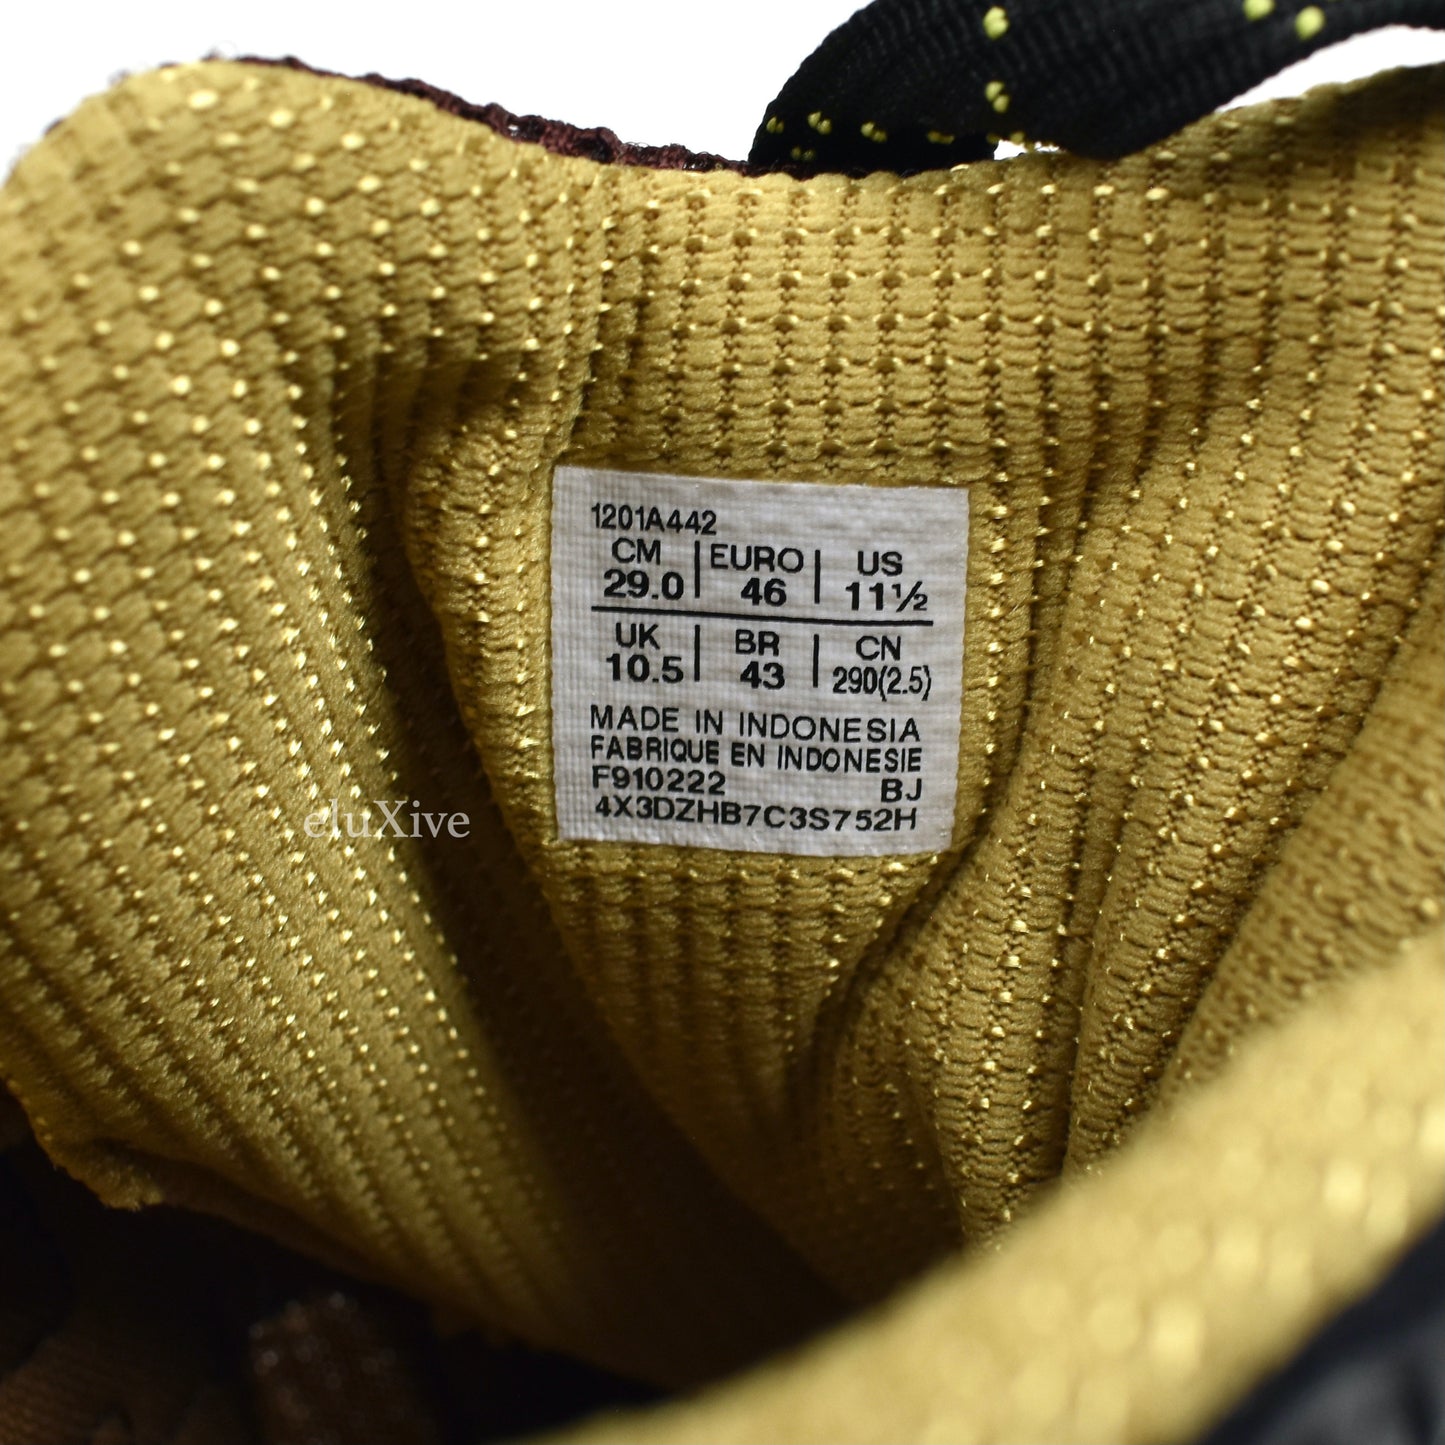 1201A442
CM | EURO | US
29.0 | 46 | 11½
UK | BR | CN
10.5 | 43 | 290(2.5)
MADE IN INDONESIA
FABRIQUE EN INDONESIE
F910222 BJ
4X3DZHB7C3S752H
eluXive